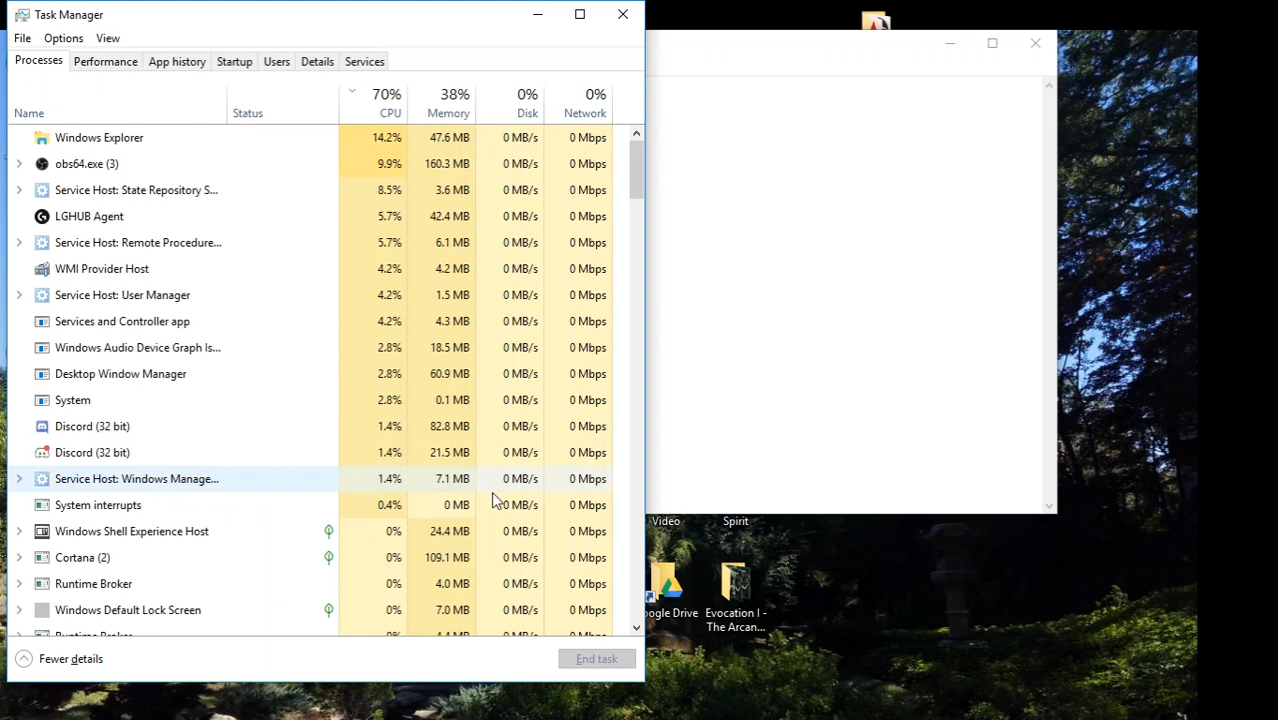 Task Manager
File Options View
Processes Performance App history Startup Users Details Services
70% 38% 0% 0%
Name Status CPU Memory Disk Network
Windows Explorer 14.2% 47.6 MB 0 MB/s 0 Mbps
obs64.exe (3) 9.9% 160.3 MB 0 MB/s 0 Mbps
Service Host: State Repository S... 8.5% 3.6 MB 0 MB/s 0 Mbps
LGHUB Agent 5.7% 42.4 MB 0 MB/s 0 Mbps
Service Host: Remote Procedure... 5.7% 6.1 MB 0 MB/s 0 Mbps
WMI Provider Host 4.2% 4.2 MB 0 MB/s 0 Mbps
Service Host: User Manager 4.2% 1.5 MB 0 MB/s 0 Mbps
Services and Controller app 4.2% 4.3 MB 0 MB/s 0 Mbps
Windows Audio Device Graph Is... 2.8% 18.5 MB 0 MB/s 0 Mbps
Desktop Window Manager 2.8% 60.9 MB 0 MB/s 0 Mbps
System 2.8% 0.1 MB 0 MB/s 0 Mbps
Discord (32 bit) 1.4% 82.8 MB 0 MB/s 0 Mbps
Discord (32 bit) 1.4% 21.5 MB 0 MB/s 0 Mbps
Service Host: Windows Manage... 1.4% 7.1 MB 0 MB/s 0 Mbps
System interrupts 0.4% 0 MB 0 MB/s 0 Mbps
Windows Shell Experience Host 0% 24.4 MB 0 MB/s 0 Mbps
Cortana (2) 0% 109.1 MB 0 MB/s 0 Mbps
Runtime Broker 0% 4.0 MB 0 MB/s 0 Mbps
Windows Default Lock Screen 0% 7.0 MB 0 MB/s 0 Mbps
Runtime Broker 0% 4.4 MB 0 MB/s 0 Mbps
Fewer details End task
Video Spirit
ogle Drive Evocation I -
The Arcan...